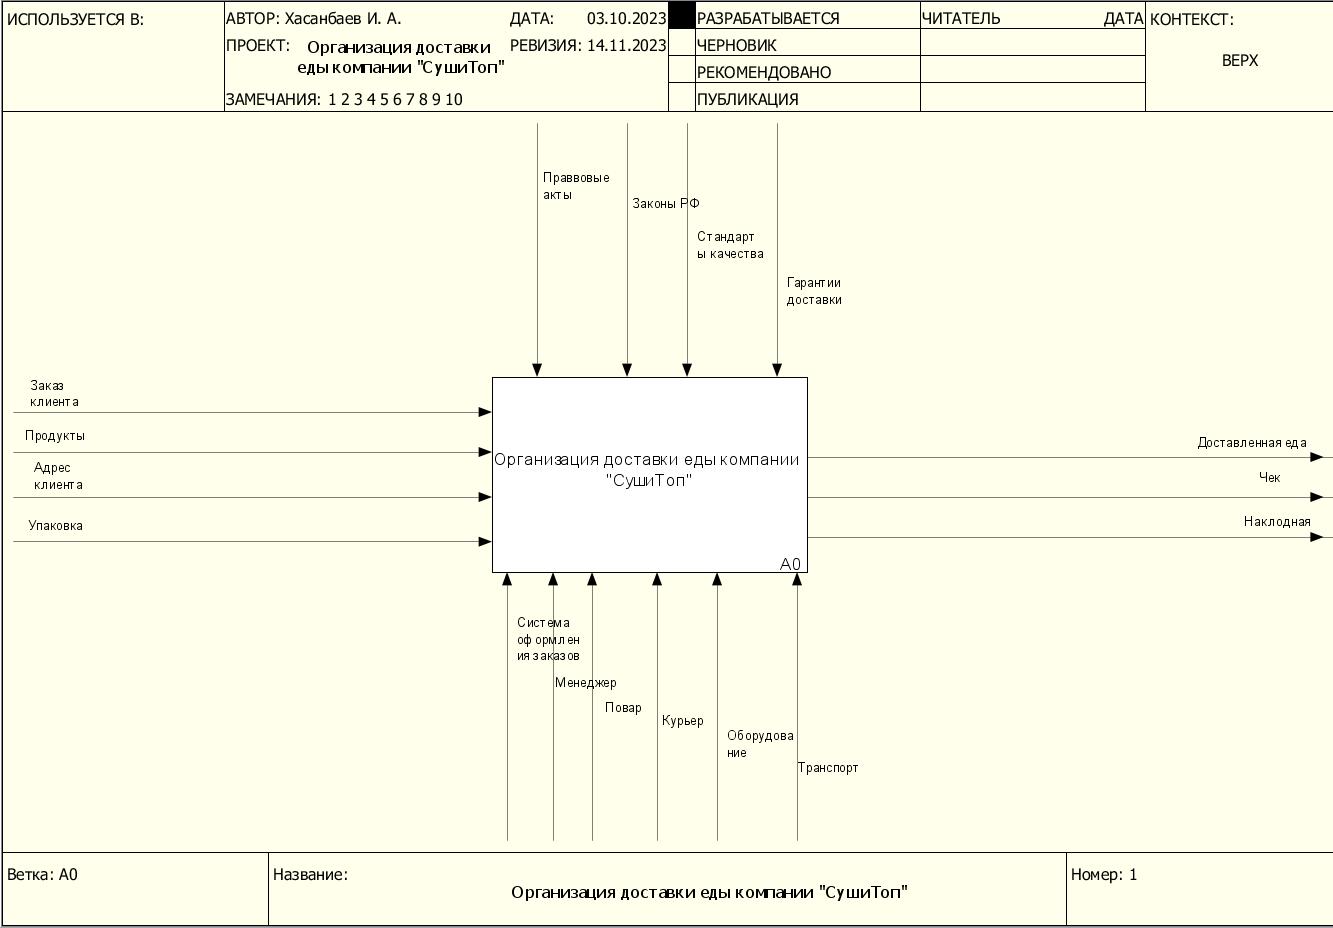 ИСПОЛЬЗУЕТСЯ В:
АВТОР: Хасанбаев И. А.
ДАТА: 03.10.2023
ПРОЕКТ: Организация доставки
еды компании "СушиТоп"
РЕВИЗИЯ: 14.11.2023
ЗАМЕЧАНИЯ: 1 2 3 4 5 6 7 8 9 10
РАЗРАБАТЫВАЕТСЯ
ЧЕРНОВИК
РЕКОМЕНДОВАНО
ПУБЛИКАЦИЯ
ЧИТАТЕЛЬ ДАТА
КОНТЕКСТ:
ВЕРХ
Праввовые
акты
Законы РФ
Стандарт
ы качества
Гарантии
доставки
Заказ
клиента
Продукты
Адрес
клиента
Упаковка
Организация доставки еды компании
"СушиТоп"
A0
Доставленная еда
Чек
Наклодная
Система
оформлен
ия заказов
Менеджер
Повар
Курьер
Оборудова
ние
Транспорт
Ветка: A0
Название:
Организация доставки еды компании "СушиТоп"
Номер: 1